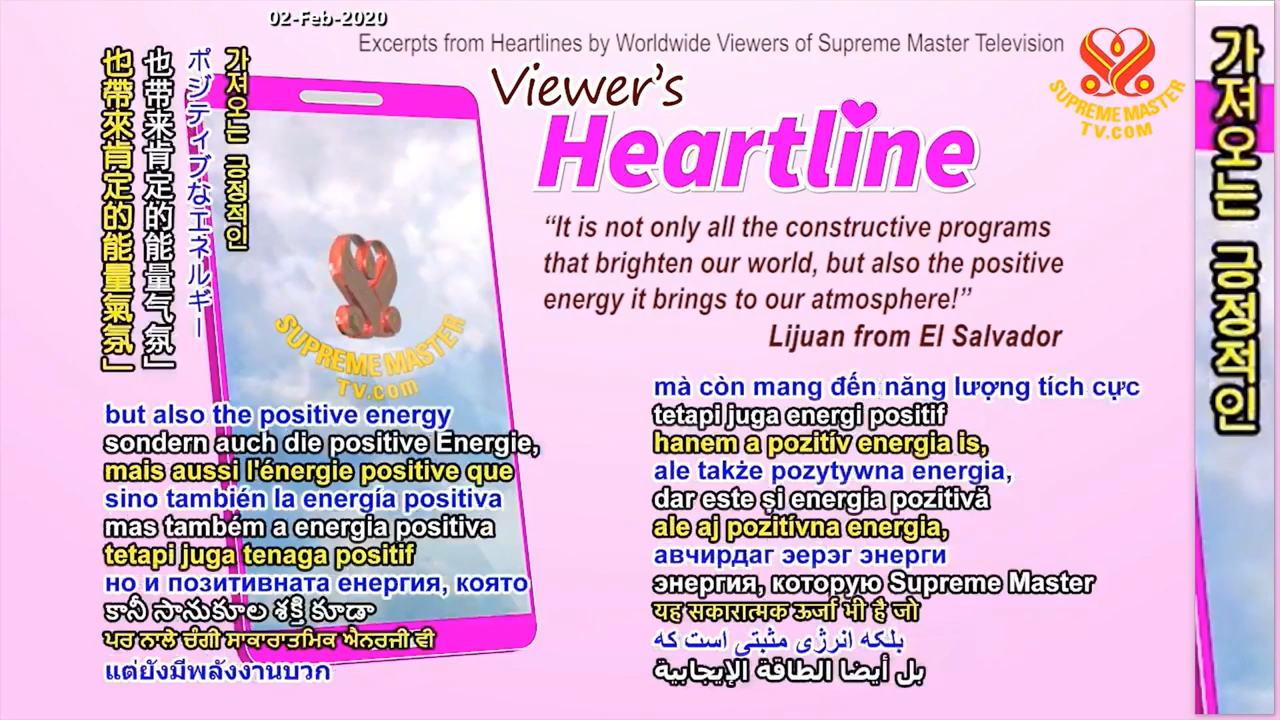 02-Feb-2020
Excerpts from Heartlines by Worldwide Viewers of Supreme Master Television
SUPREME MASTER
TV.COM
Viewer's
Heartline
“It is not only all the constructive programs
that brighten our world, but also the positive
energy it brings to our atmosphere!”
Lijuan from El Salvador
가져오는 긍정적인
ポジティブなエネルギー
也带来肯定的能量气氛」
也帶來肯定的能量氣氛」
SUPREME MASTER
TV.COM
but also the positive energy
sondern auch die positive Energie,
mais aussi l'énergie positive que
sino también la energía positiva
mas também a energia positiva
tetapi juga tenaga positif
но и позитивната енергия, която
కానీ సానుకూల శక్తి కూడా
ਪਰ ਨਾਲੇ ਚੰਗੀ ਸਾਕਾਰਾਤਮਿਕ ਐਨਰਜੀ ਵੀ
แต่ยังมีพลังงานบวก
mà còn mang đến năng lượng tích cực
tetapi juga energi positif
hanem a pozitív energia is,
ale także pozytywna energia,
dar este și energia pozitivă
ale aj pozitívna energia,
авчирдаг эерэг энерги
энергия, которую Supreme Master
यह सकारात्मक ऊर्जा भी है जो
بلکه انرژی مثبتی است که
بل أيضا الطاقة الإيجابية
가져오는 긍정적인